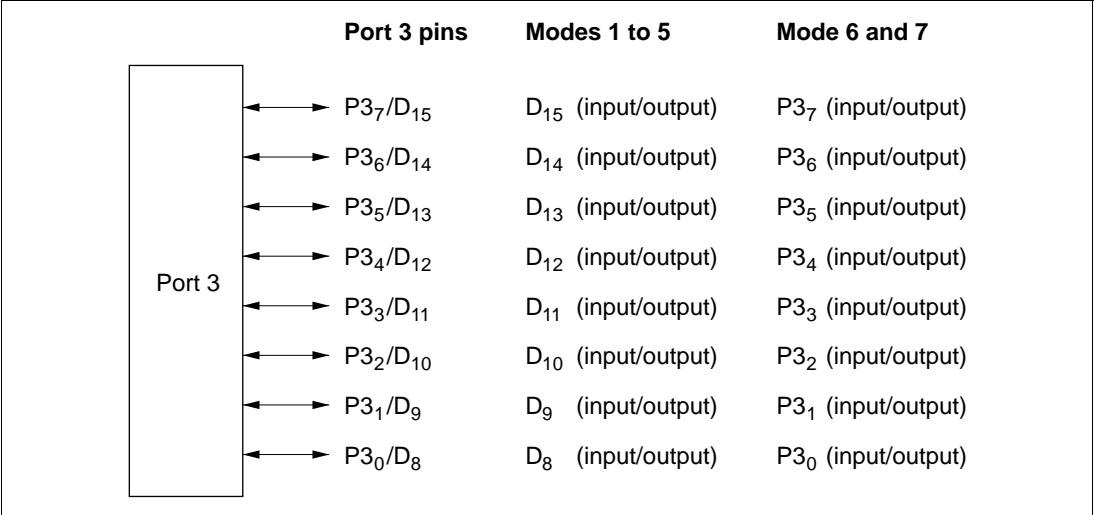 Port 3 pins Modes 1 to 5 Mode 6 and 7
P3₇/D₁₅ D₁₅ (input/output) P3₇ (input/output)
P3₆/D₁₄ D₁₄ (input/output) P3₆ (input/output)
P3₅/D₁₃ D₁₃ (input/output) P3₅ (input/output)
P3₄/D₁₂ D₁₂ (input/output) P3₄ (input/output)
Port 3
P3₃/D₁₁ D₁₁ (input/output) P3₃ (input/output)
P3₂/D₁₀ D₁₀ (input/output) P3₂ (input/output)
P3₁/D₉ D₉ (input/output) P3₁ (input/output)
P3₀/D₈ D₈ (input/output) P3₀ (input/output)